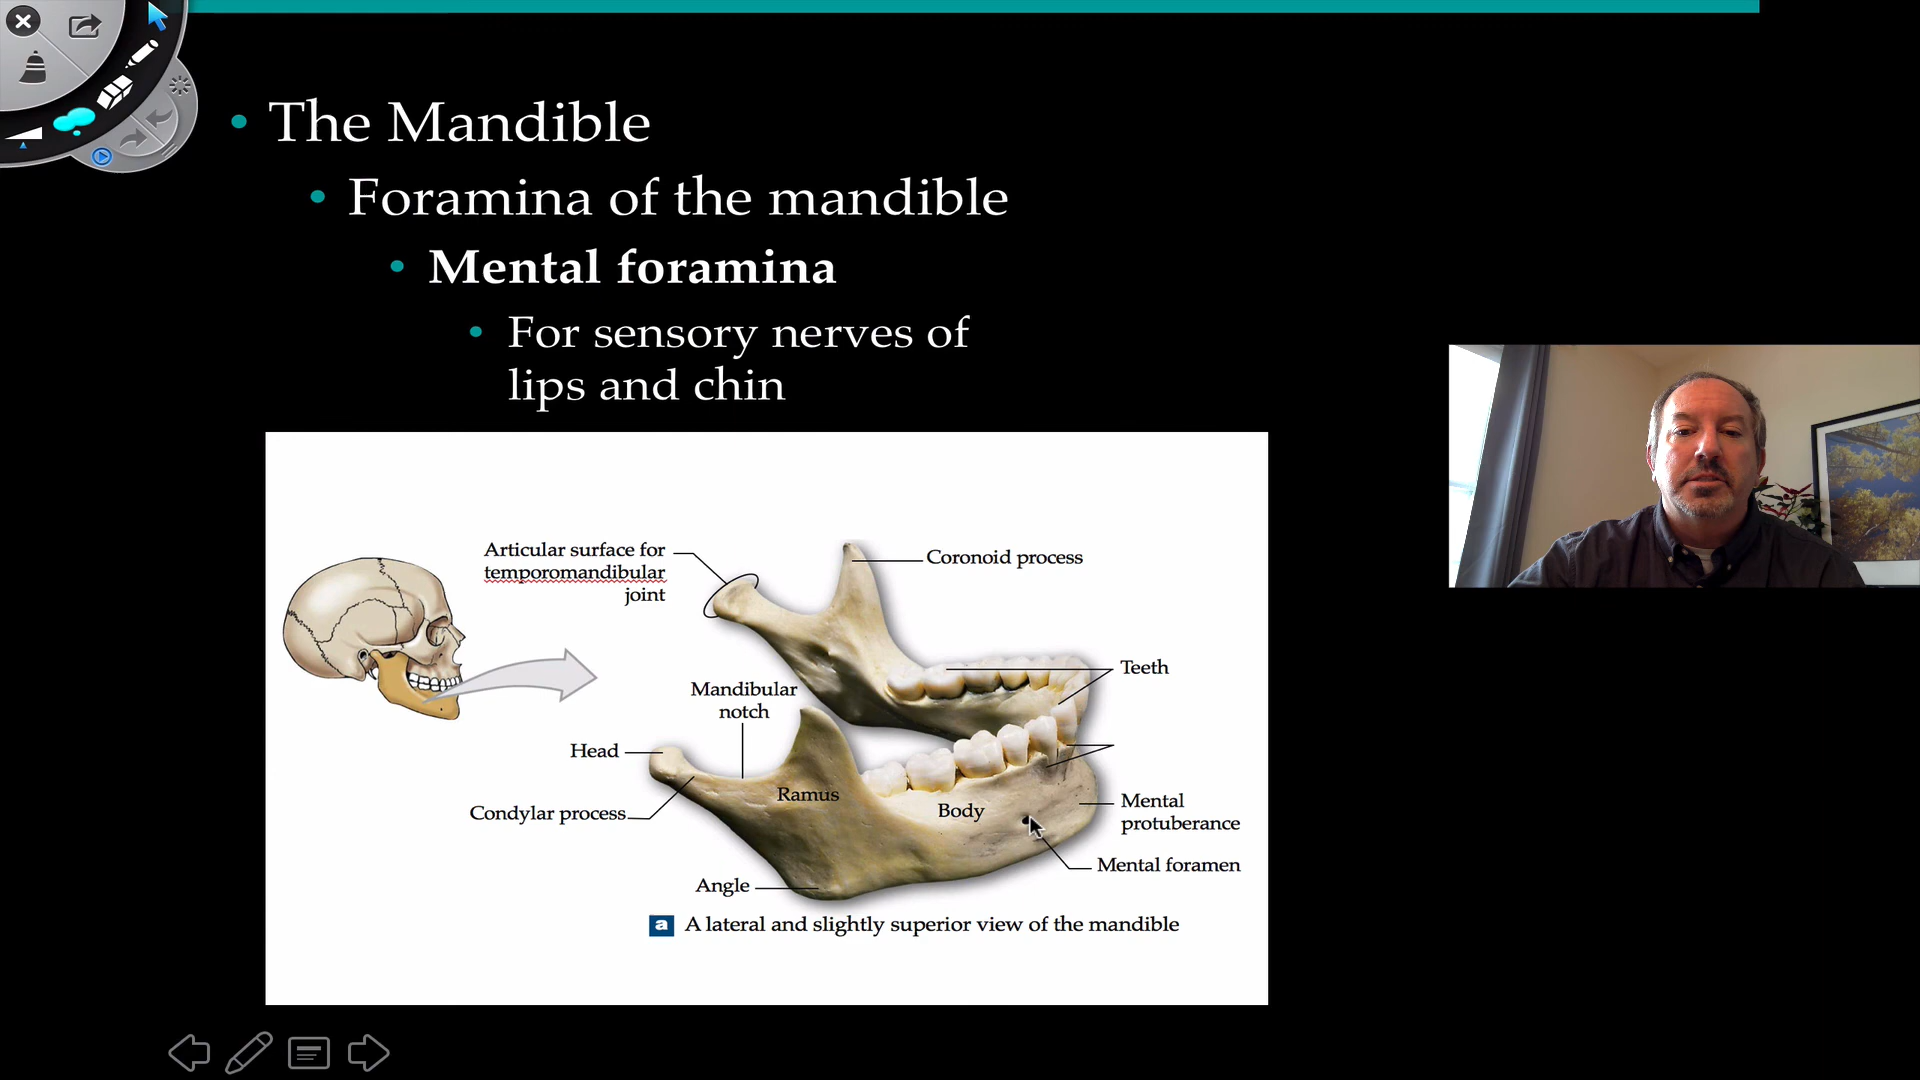 The Mandible
Foramina of the mandible
Mental foramina
For sensory nerves of
lips and chin
Articular surface for
temporomandibular
joint
Coronoid process
Teeth
Mandibular
notch
Head
Ramus
Condylar process
Body
Mental
protuberance
Mental foramen
Angle
a A lateral and slightly superior view of the mandible